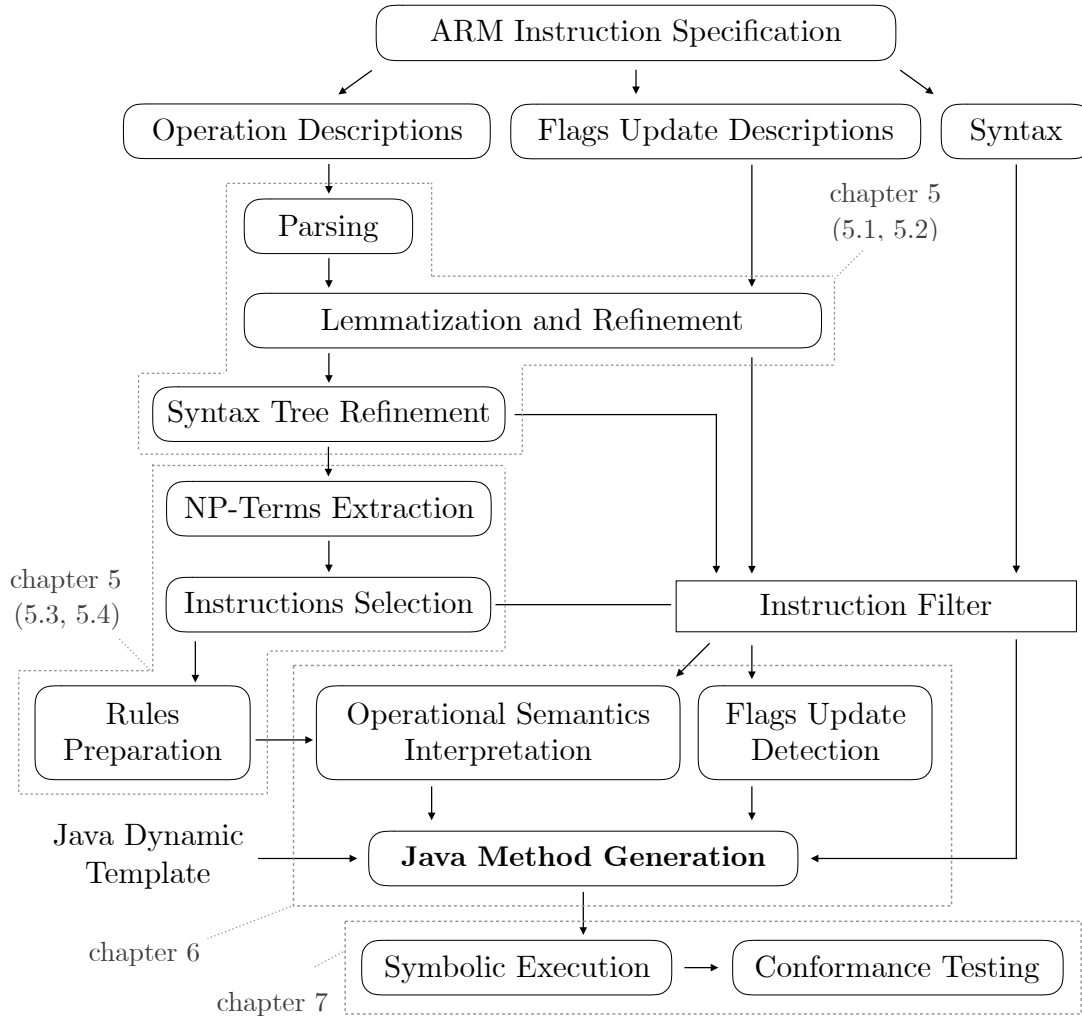 ARM Instruction Specification
Operation Descriptions
Flags Update Descriptions
Syntax
chapter 5
(5.1, 5.2)
Parsing
Lemmatization and Refinement
Syntax Tree Refinement
NP-Terms Extraction
chapter 5
(5.3, 5.4)
Instructions Selection
Instruction Filter
Rules
Preparation
Operational Semantics
Interpretation
Flags Update
Detection
Java Dynamic
Template
Java Method Generation
chapter 6
Symbolic Execution
Conformance Testing
chapter 7